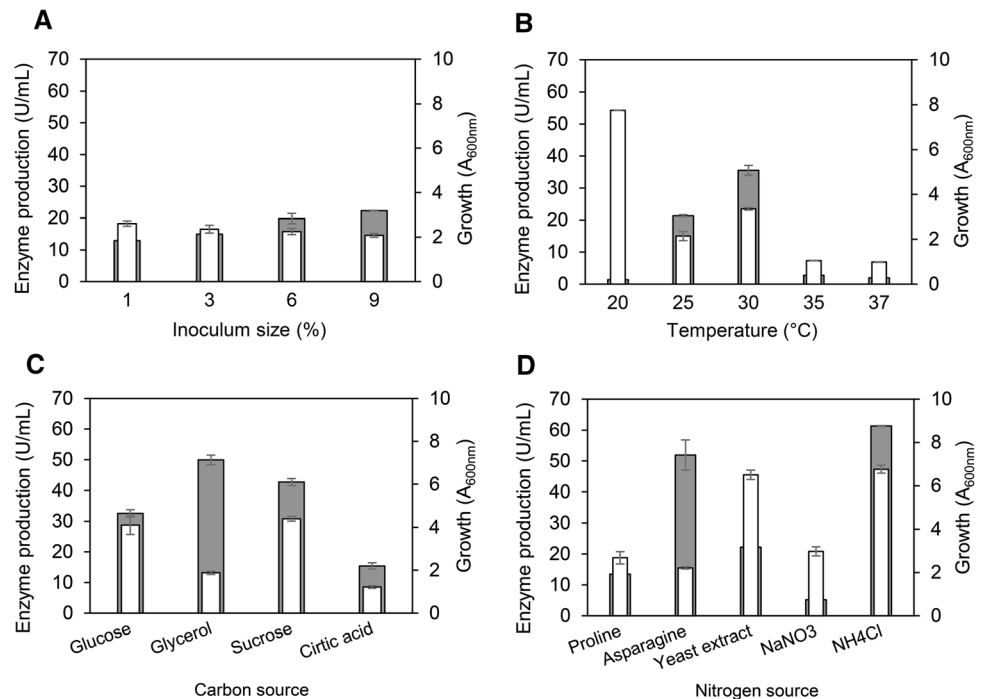 A
Enzyme production (U/mL)
70
60
50
40
30
20
10
0
10
8
6
4
2
0
Growth (A600nm)
1 3 6 9
Inoculum size (%)
B
Enzyme production (U/mL)
70
60
50
40
30
20
10
0
10
8
6
4
2
0
Growth (A600nm)
20 25 30 35 37
Temperature (°C)
C
Enzyme production (U/mL)
70
60
50
40
30
20
10
0
10
8
6
4
2
0
Growth (A600nm)
Glucose Glycerol Sucrose Cirtic acid
Carbon source
D
Enzyme production (U/mL)
70
60
50
40
30
20
10
0
10
8
6
4
2
0
Growth (A600nm)
Proline Asparagine Yeast extract NaNO3 NH4Cl
Nitrogen source